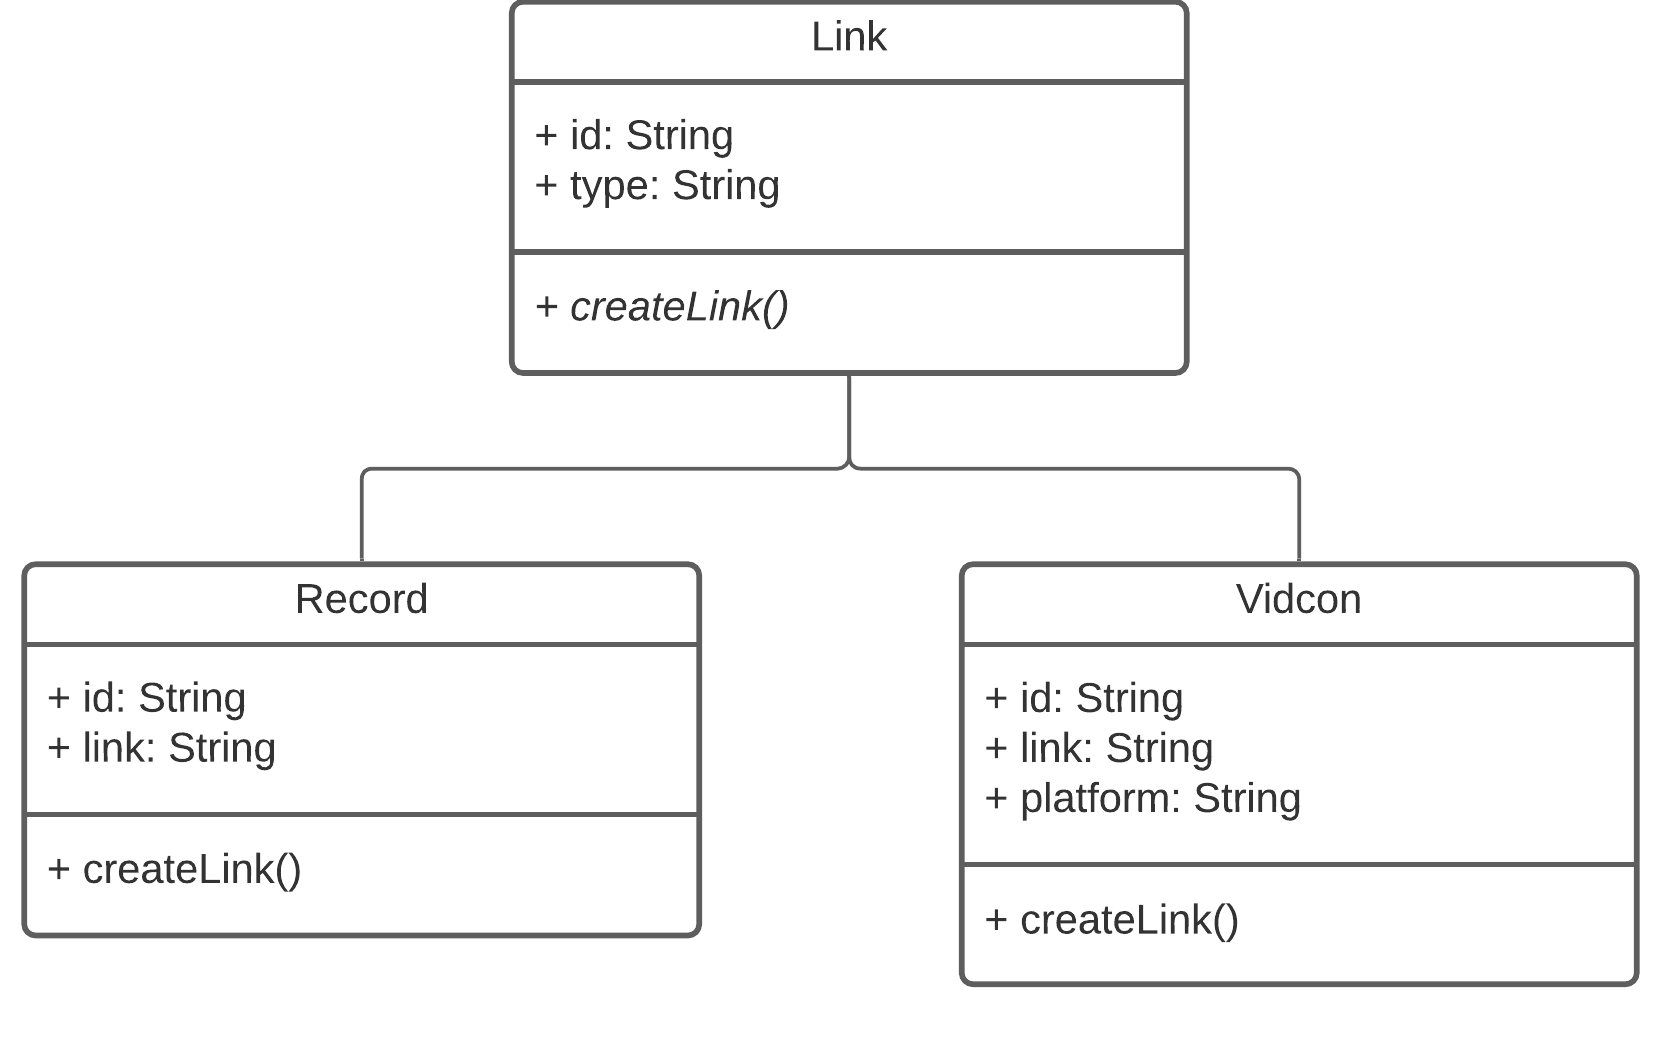 Link
+ id: String
+ type: String
+ createLink()
Record
+ id: String
+ link: String
+ createLink()
Vidcon
+ id: String
+ link: String
+ platform: String
+ createLink()